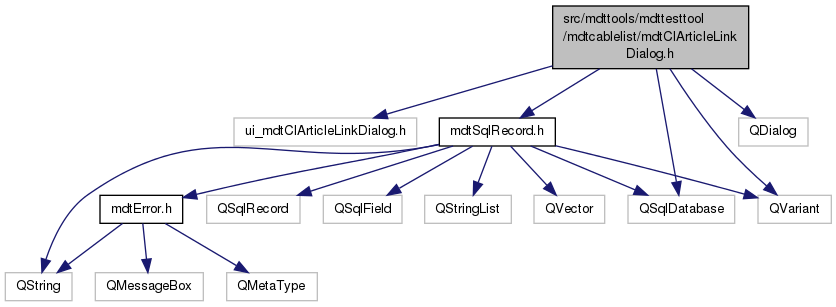 src/mdttools/mdttesttool
/mdtcablelist/mdtClArticleLink
Dialog.h
ui_mdtClArticleLinkDialog.h
mdtSqlRecord.h
QDialog
mdtError.h
QSqlRecord
QSqlField
QStringList
QVector
QSqlDatabase
QVariant
QString
QMessageBox
QMetaType